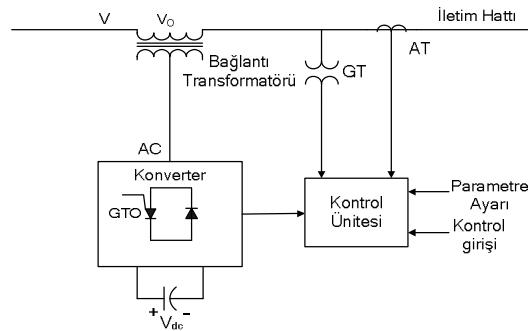 V
Vo
İletim Hattı
Bağlantı
Transformatörü
GT
AT
AC
Konverter
GTO
Kontrol
Ünitesi
Parametre
Ayarı
Kontrol
girişi
+ -
Vdc